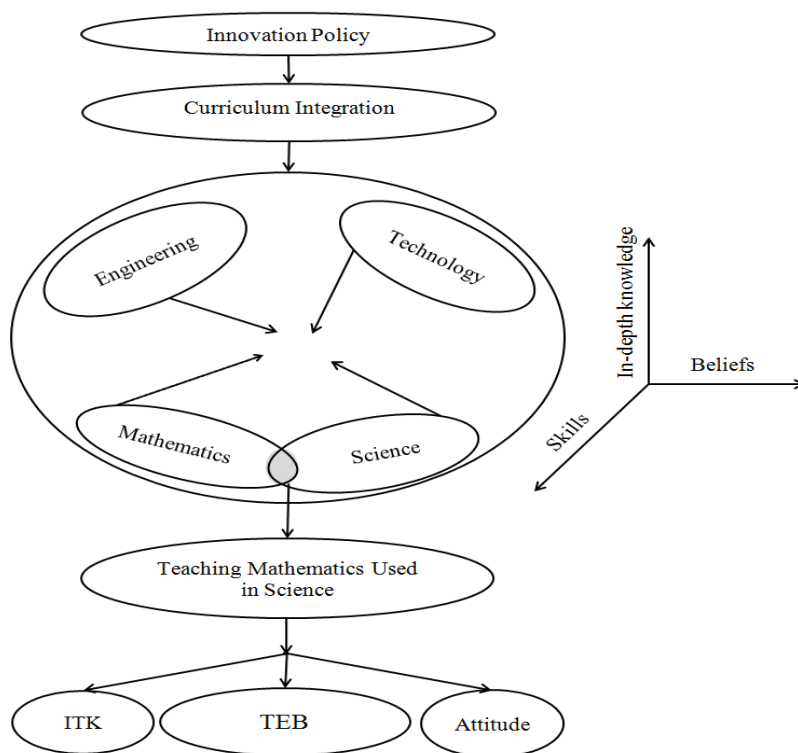 Innovation Policy
Curriculum Integration
Engineering
Technology
Mathematics
Science
In-depth knowledge
Beliefs
Skills
Teaching Mathematics Used
in Science
ITK
TEB
Attitude